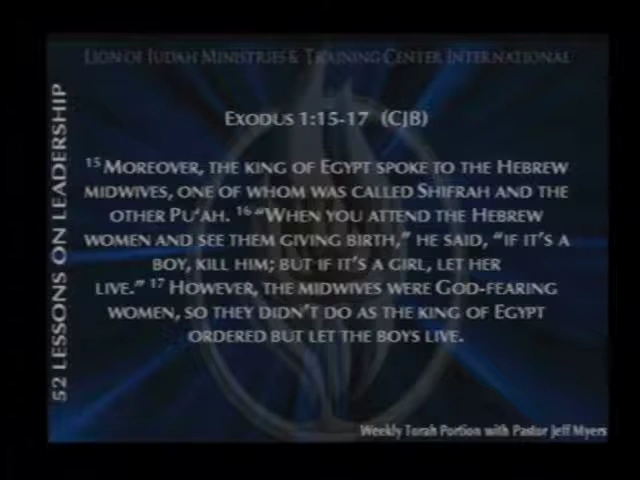 Lion of Judah Ministries & Training Center International
52 Lessons on Leadership
Exodus 1:15-17 (CJB)
15 Moreover, the king of Egypt spoke to the Hebrew
midwives, one of whom was called Shifrah and the
other Pu'ah. 16 "When you attend the Hebrew
women and see them giving birth," he said, "if it's a
boy, kill him; but if it's a girl, let her
live." 17 However, the midwives were God-fearing
women, so they didn't do as the king of Egypt
ordered but let the boys live.
Weekly Torah Portion with Pastor Jeff Myers